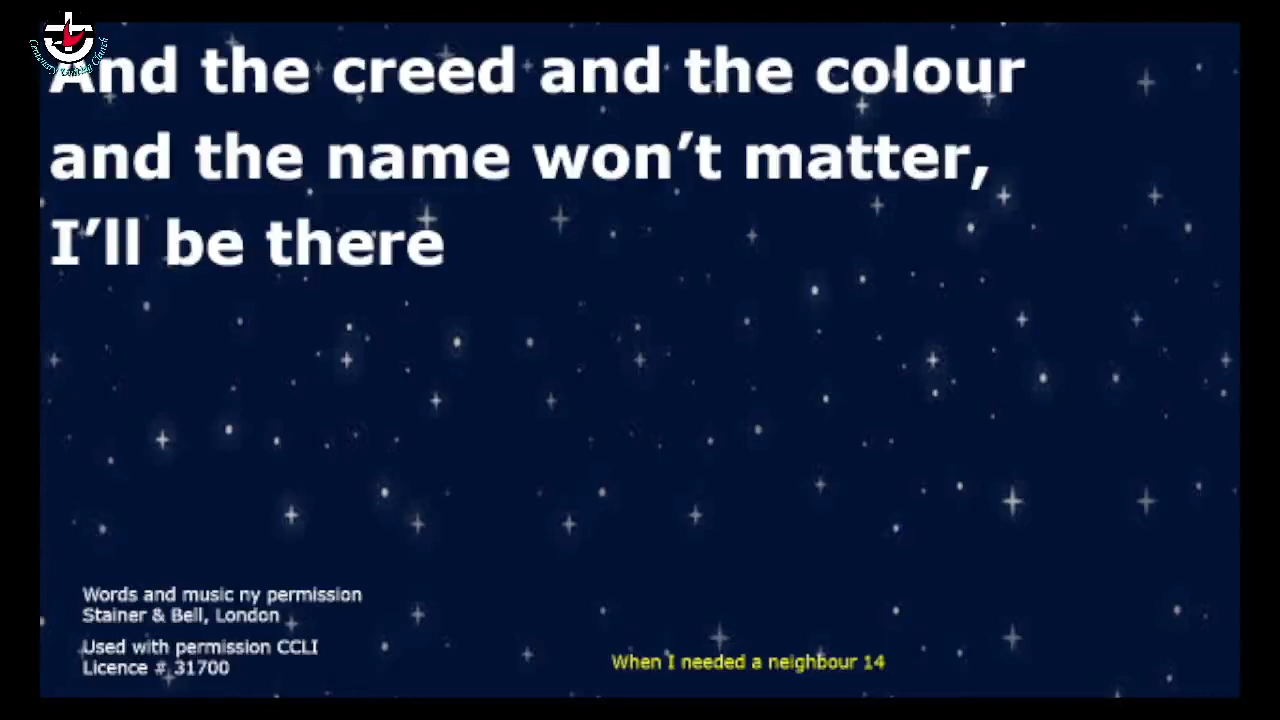 And the creed and the colour
and the name won’t matter,
I’ll be there
Words and music ny permission
Stainer & Bell, London
Used with permission CCLI
Licence # 31700
When I needed a neighbour 14